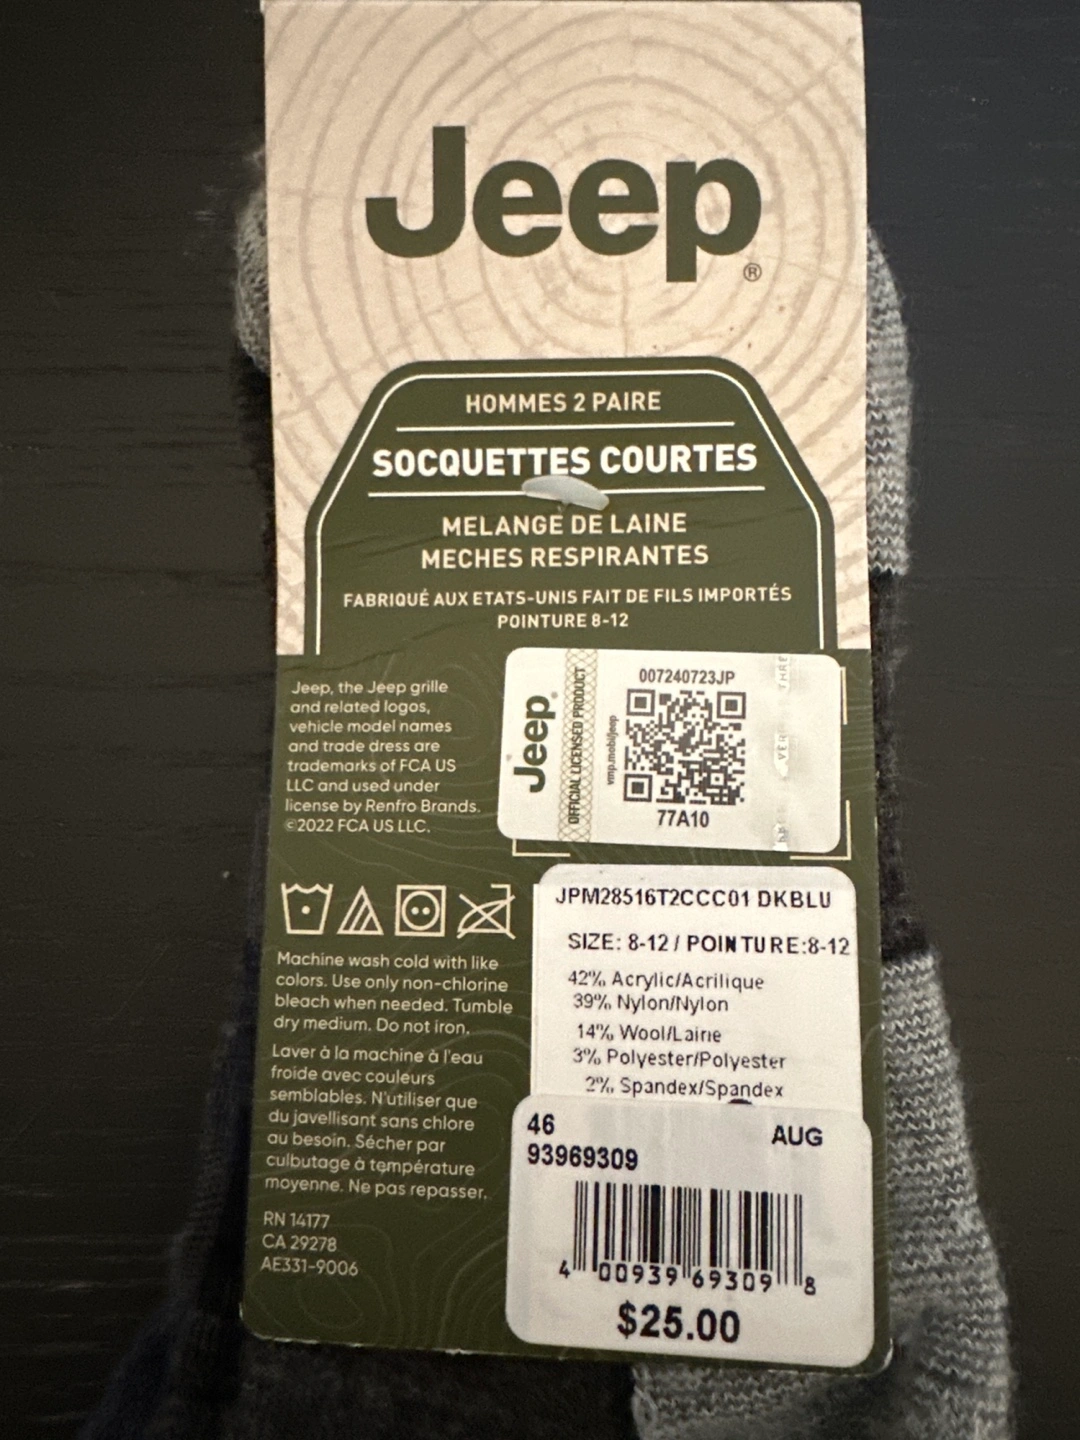 Jeep®
HOMMES 2 PAIRE
SOCQUETTES COURTES
MELANGE DE LAINE
MECHES RESPIRANTES
FABRIQUÉ AUX ETATS-UNIS FAIT DE FILS IMPORTÉS
POINTURE 8-12
Jeep, the Jeep grille
and related logos,
vehicle model names
and trade dress are
trademarks of FCA US
LLC and used under
license by Renfro Brands.
©2022 FCA US LLC.
Jeep®
OFFICIAL LICENSED PRODUCT
vmp.mobi/jeep
007240723JP
77A10
JPM28516T2CCC01 DKBLU
SIZE: 8-12 / POINTURE:8-12
42% Acrylic/Acrilique
39% Nylon/Nylon
14% Wool/Laine
3% Polyester/Polyester
2% Spandex/Spandex
Machine wash cold with like
colors. Use only non-chlorine
bleach when needed. Tumble
dry medium. Do not iron.
Laver à la machine à l'eau
froide avec couleurs
semblables. N'utiliser que
du javellisant sans chlore
au besoin. Sécher par
culbutage à température
moyenne. Ne pas repasser.
RN 14177
CA 29278
AE331-9006
46 AUG
93969309
4 00939 69309 8
$25.00